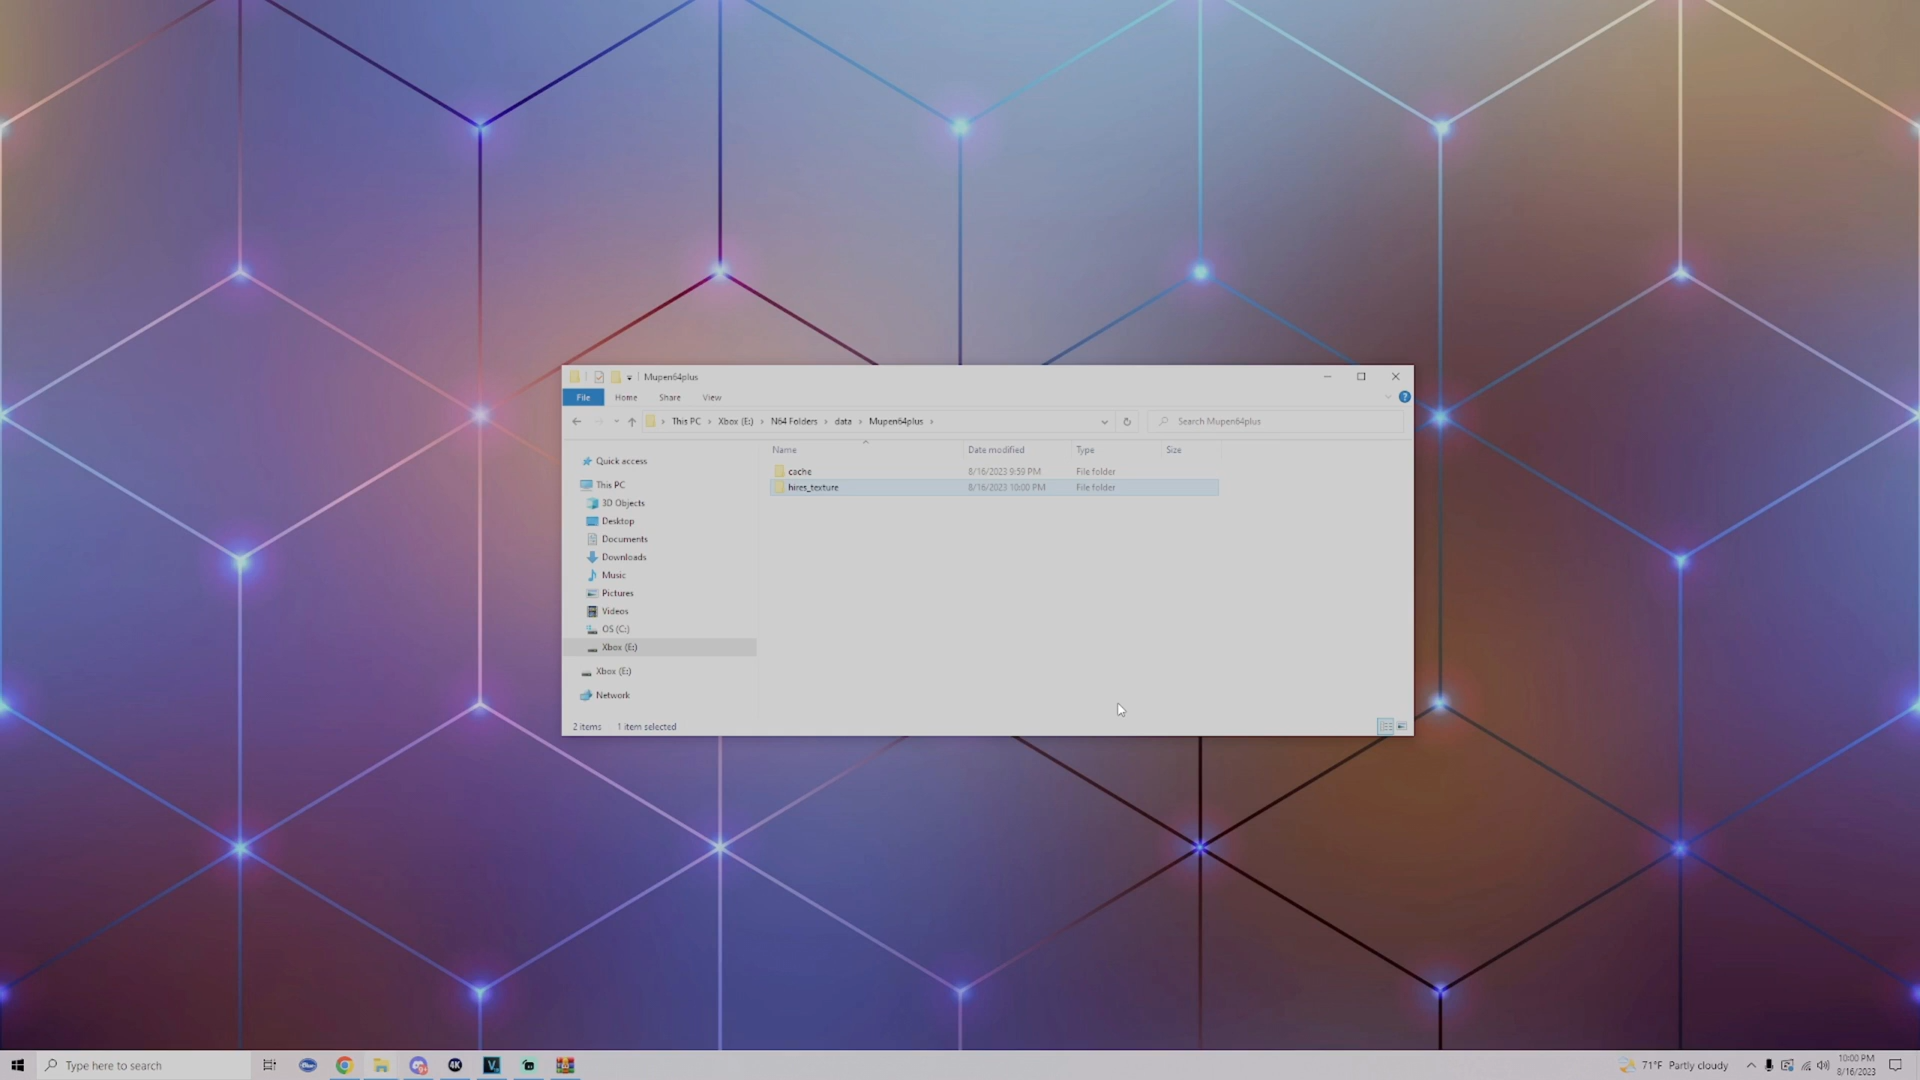 Mupen64plus
File Home Share View
This PC Xbox (E:) N64 Folders data Mupen64plus
Search Mupen64plus
Name Date modified Type Size
cache 8/16/2023 9:59 PM File folder
hires_texture 8/16/2023 10:00 PM File folder
Quick access
This PC
3D Objects
Desktop
Documents
Downloads
Music
Pictures
Videos
OS (C:)
Xbox (E:)
Xbox (E:)
Network
2 items 1 item selected
Type here to search
4K
71°F Partly cloudy
10:00 PM
8/16/2023